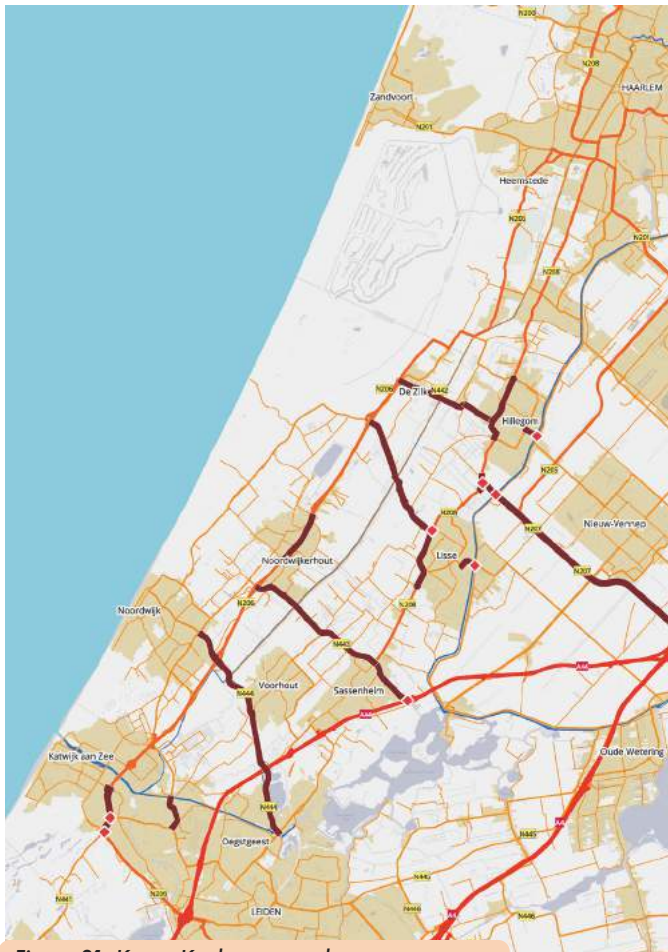 N200
N208
HAARLEM
Zandvoort
N201
Heemstede
N205
N201
N208
N206
N442
De Zilk
Hillegom
N205
N208
N207
Nieuw-Vennep
Noordwijkerhout
Lisse
N207
N206
N208
Noordwijk
N443
N444
Voorhout
Sassenheim
A44
A44
Katwijk aan Zee
Oude Wetering
N444
A4
Oegstgeest
N445
N441
N206
N446
LEIDEN
N446
N446
A4